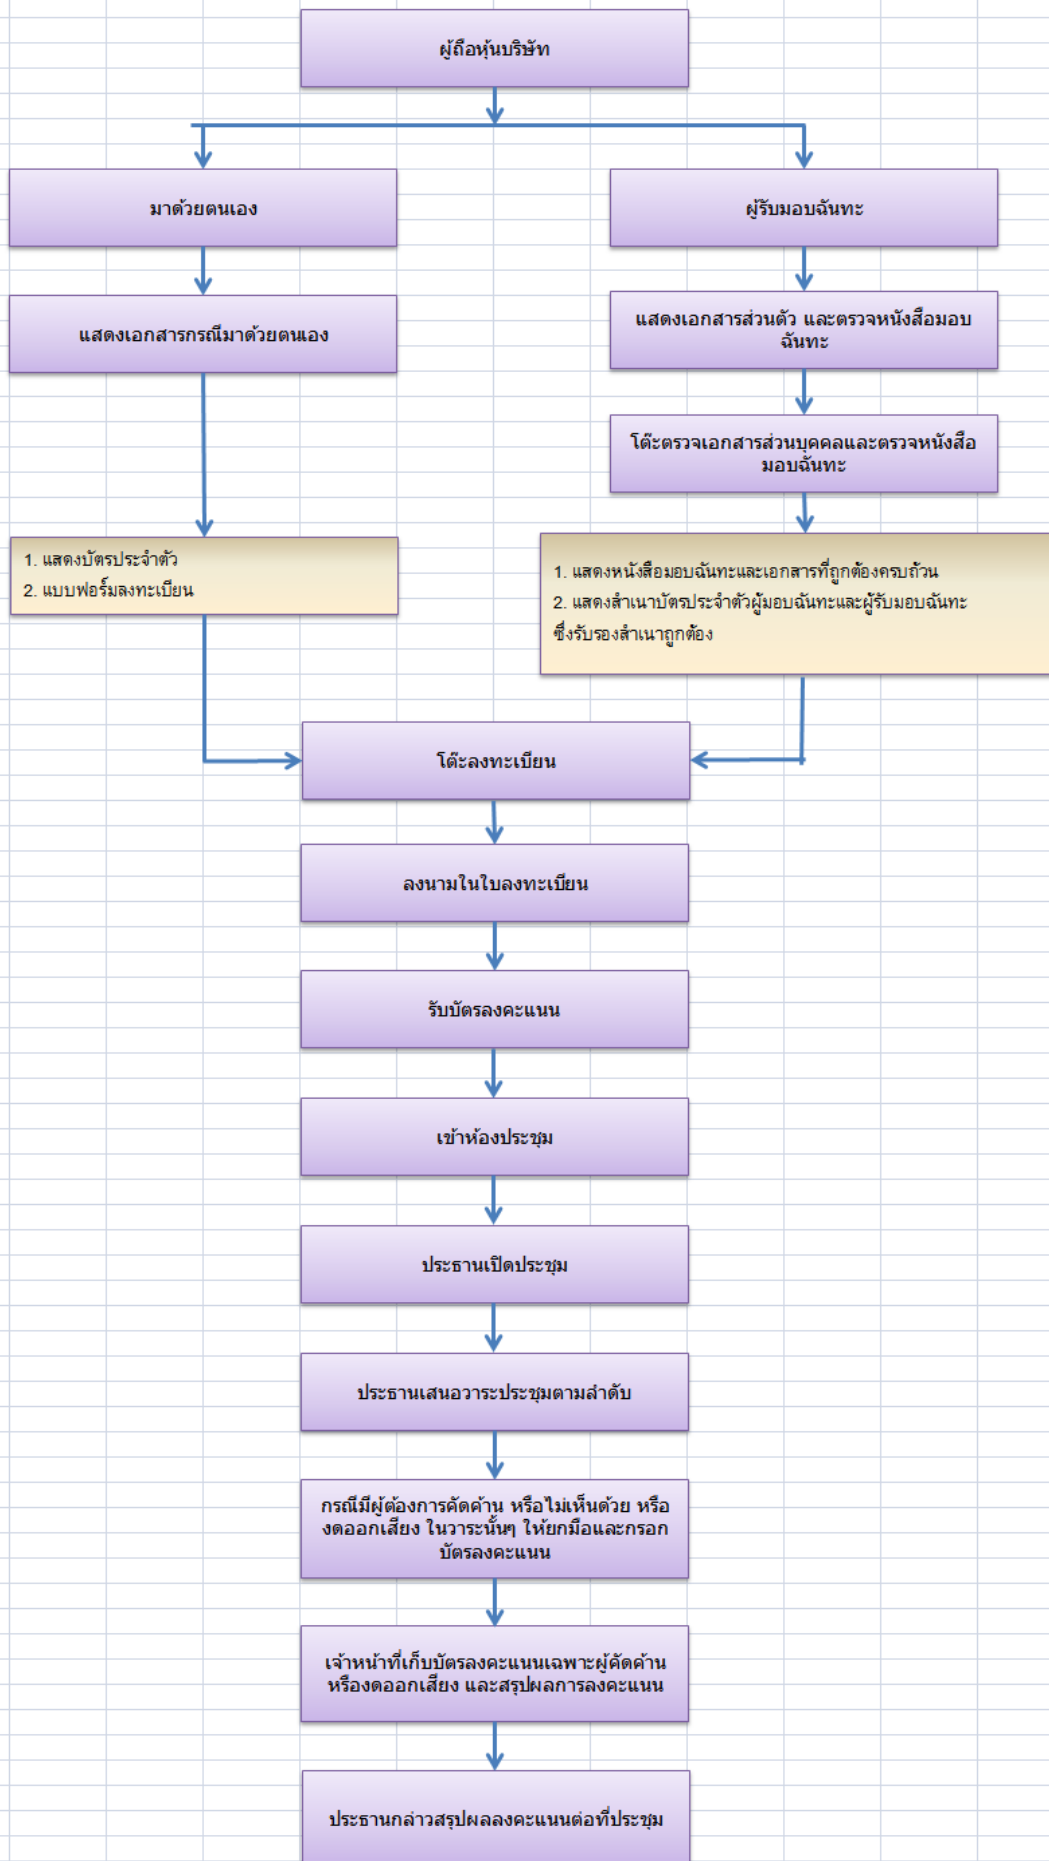 ผู้ถือหุ้นบริษัท
มาด้วยตนเอง
ผู้รับมอบฉันทะ
แสดงเอกสารกรณีมาด้วยตนเอง
แสดงเอกสารส่วนตัว และตรวจหนังสือมอบ
ฉันทะ
โต๊ะตรวจเอกสารส่วนบุคคลและตรวจหนังสือ
มอบฉันทะ
1. แสดงบัตรประจำตัว
2. แบบฟอร์มลงทะเบียน
1. แสดงหนังสือมอบฉันทะและเอกสารที่ถูกต้องครบถ้วน
2. แสดงสำเนาบัตรประจำตัวผู้มอบฉันทะและผู้รับมอบฉันทะ
ซึ่งรับรองสำเนาถูกต้อง
โต๊ะลงทะเบียน
ลงนามในใบลงทะเบียน
รับบัตรลงคะแนน
เข้าห้องประชุม
ประธานเปิดประชุม
ประธานเสนอวาระประชุมตามลำดับ
กรณีมีผู้ต้องการคัดค้าน หรือไม่เห็นด้วย หรือ
งดออกเสียง ในวาระนั้นๆ ให้ยกมือและกรอก
บัตรลงคะแนน
เจ้าหน้าที่เก็บบัตรลงคะแนนเฉพาะผู้คัดค้าน
หรืองดออกเสียง และสรุปผลการลงคะแนน
ประธานกล่าวสรุปผลลงคะแนนต่อที่ประชุม